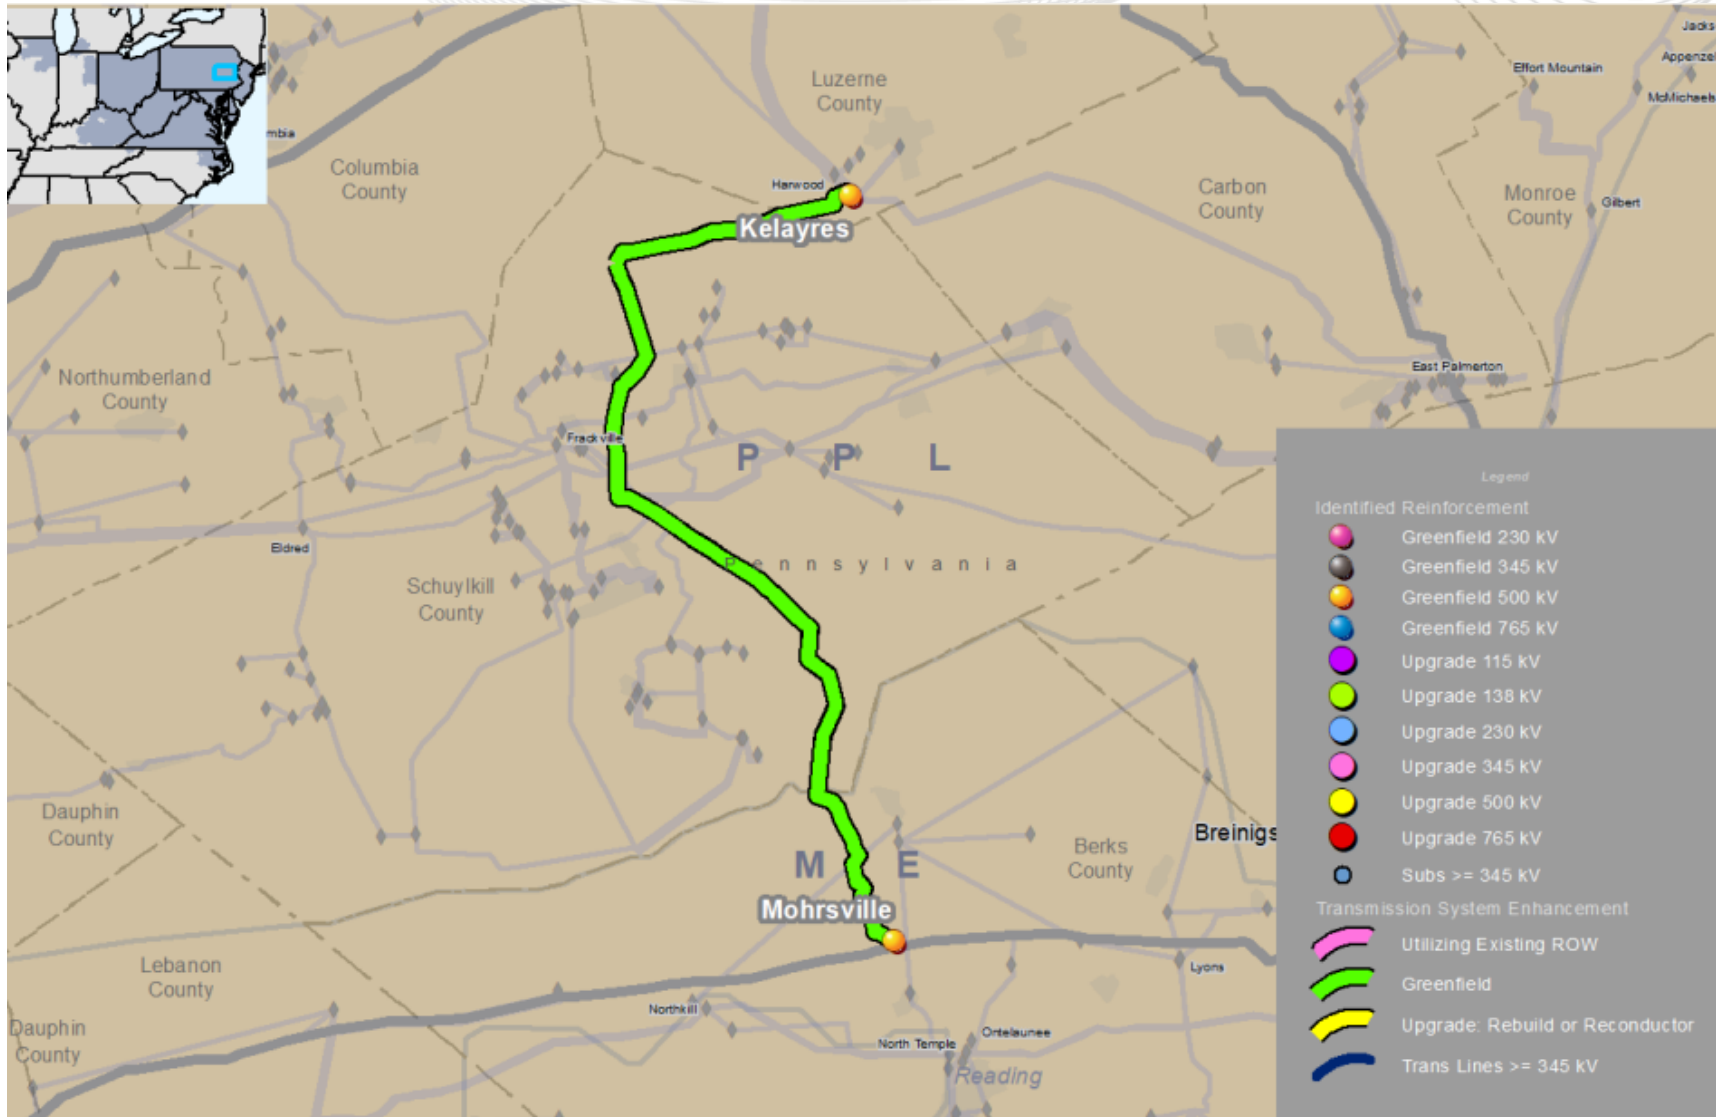 Jacks
Appenzel
Effort Mountain
McMichaels
Luzerne
County
mbia
Columbia
County
Harwood
Carbon
County
Monroe
County
Gilbert
Kelayres
East Palmerton
Northumberland
County
Frackville
P P L
Eldred
Pennsylvania
Schuylkill
County
Dauphin
County
Breinigs
Berks
County
M E
Mohrsville
Lebanon
County
Lyons
Northkill
Dauphin
County
Ontelaunee
North Temple
Reading
Legend
Identified Reinforcement
Greenfield 230 kV
Greenfield 345 kV
Greenfield 500 kV
Greenfield 765 kV
Upgrade 115 kV
Upgrade 138 kV
Upgrade 230 kV
Upgrade 345 kV
Upgrade 500 kV
Upgrade 765 kV
Subs >= 345 kV
Transmission System Enhancement
Utilizing Existing ROW
Greenfield
Upgrade: Rebuild or Reconductor
Trans Lines >= 345 kV